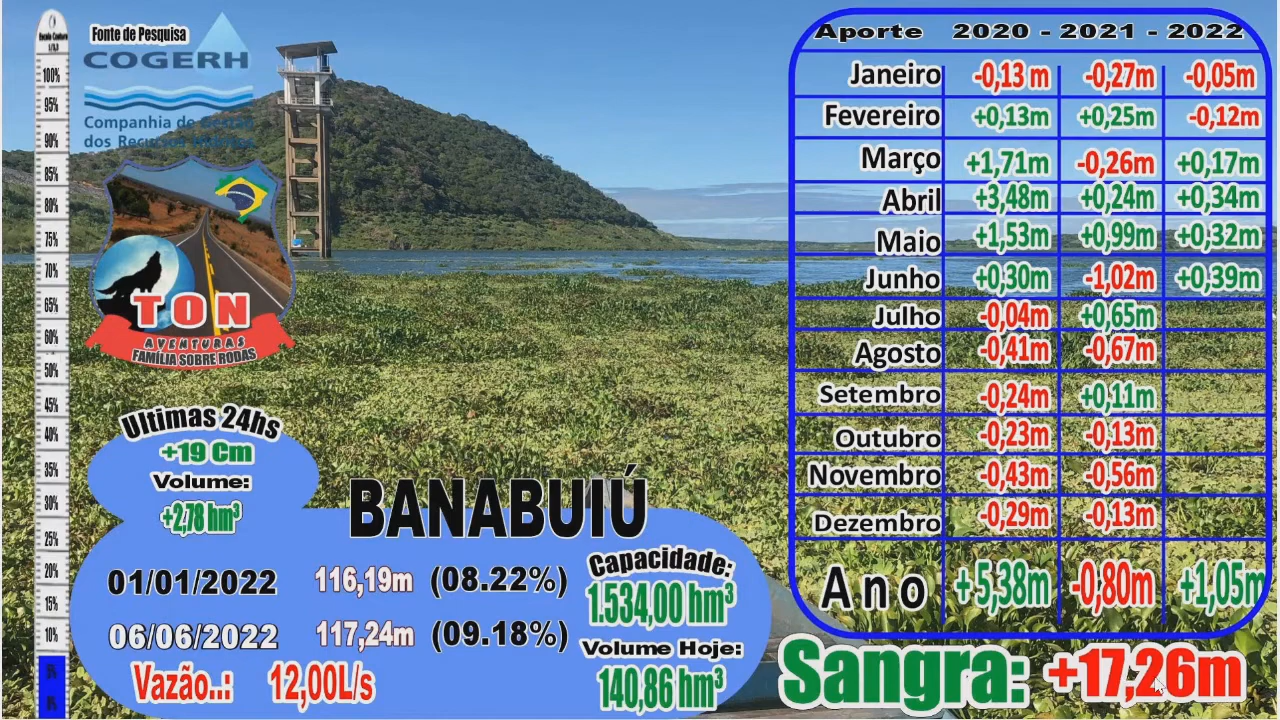 Escala Contura
Fonte de Pesquisa
COGERH
Companhia de Gestão
dos Recursos Hídricos
100%
95%
90%
85%
80%
75%
70%
65%
60%
50%
45%
40%
35%
30%
25%
20%
15%
10%
TON
AVENTURAS
FAMÍLIA SOBRE RODAS
Ultimas 24hs
+19 Cm
Volume:
+2,78 hm³
BANABUIÚ
01/01/2022 116,19m (08.22%)
06/06/2022 117,24m (09.18%)
Vazão..: 12,00L/s
Capacidade:
1.534,00 hm³
Volume Hoje:
140,86 hm³
Aporte 2020 - 2021 - 2022
Janeiro -0,13 m -0,27m -0,05m
Fevereiro +0,13m +0,25m -0,12m
Março +1,71m -0,26m +0,17m
Abril +3,48m +0,24m +0,34m
Maio +1,53m +0,99m +0,32m
Junho +0,30m -1,02m +0,39m
Julho -0,04m +0,65m
Agosto -0,41m -0,67m
Setembro -0,24m +0,11m
Outubro -0,23m -0,13m
Novembro -0,43m -0,56m
Dezembro -0,29m -0,13m
Ano +5,38m -0,80m +1,05m
Sangra: +17,26m